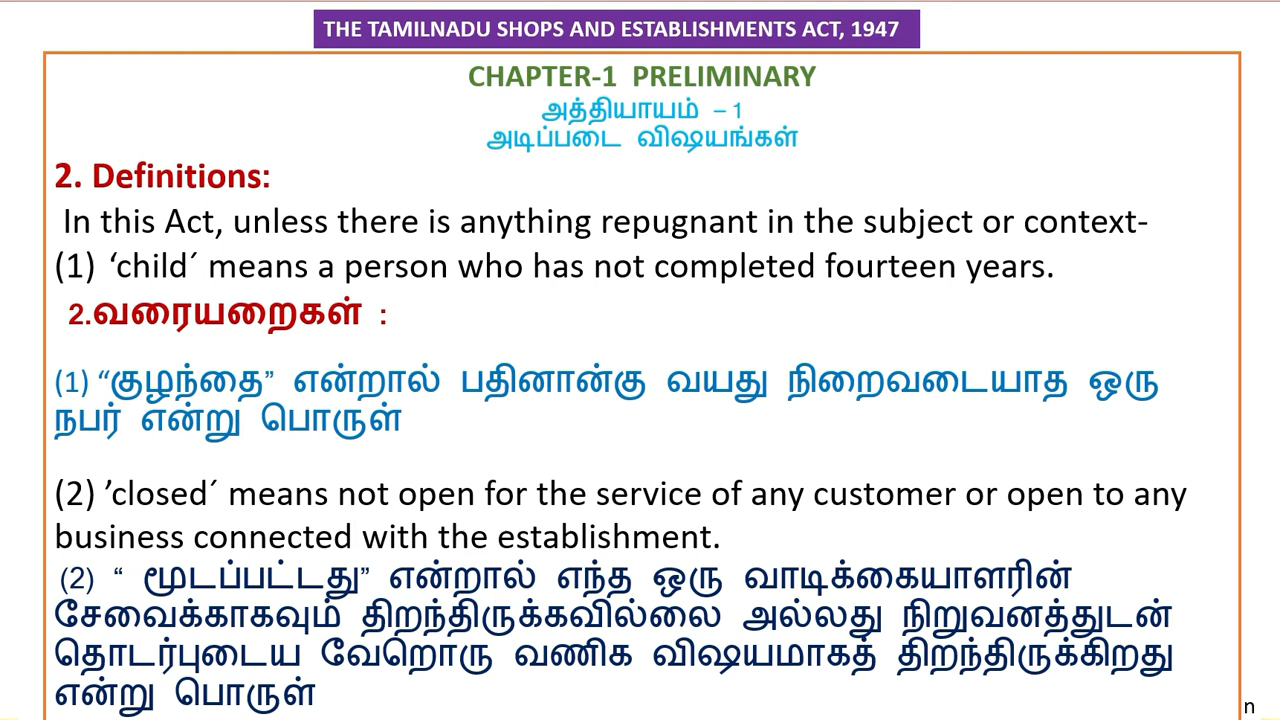 THE TAMILNADU SHOPS AND ESTABLISHMENTS ACT, 1947
CHAPTER-1 PRELIMINARY
அத்தியாயம் – 1
அடிப்படை விஷயங்கள்
2. Definitions:
In this Act, unless there is anything repugnant in the subject or context-
(1) ‘child´ means a person who has not completed fourteen years.
2.வரையறைகள் :
(1) “குழந்தை” என்றால் பதினான்கு வயது நிறைவடையாத ஒரு
நபர் என்று பொருள்
(2) ’closed´ means not open for the service of any customer or open to any
business connected with the establishment.
(2) “ மூடப்பட்டது” என்றால் எந்த ஒரு வாடிக்கையாளரின்
சேவைக்காகவும் திறந்திருக்கவில்லை அல்லது நிறுவனத்துடன்
தொடர்புடைய வேறொரு வணிக விஷயமாகத் திறந்திருக்கிறது
என்று பொருள்
n